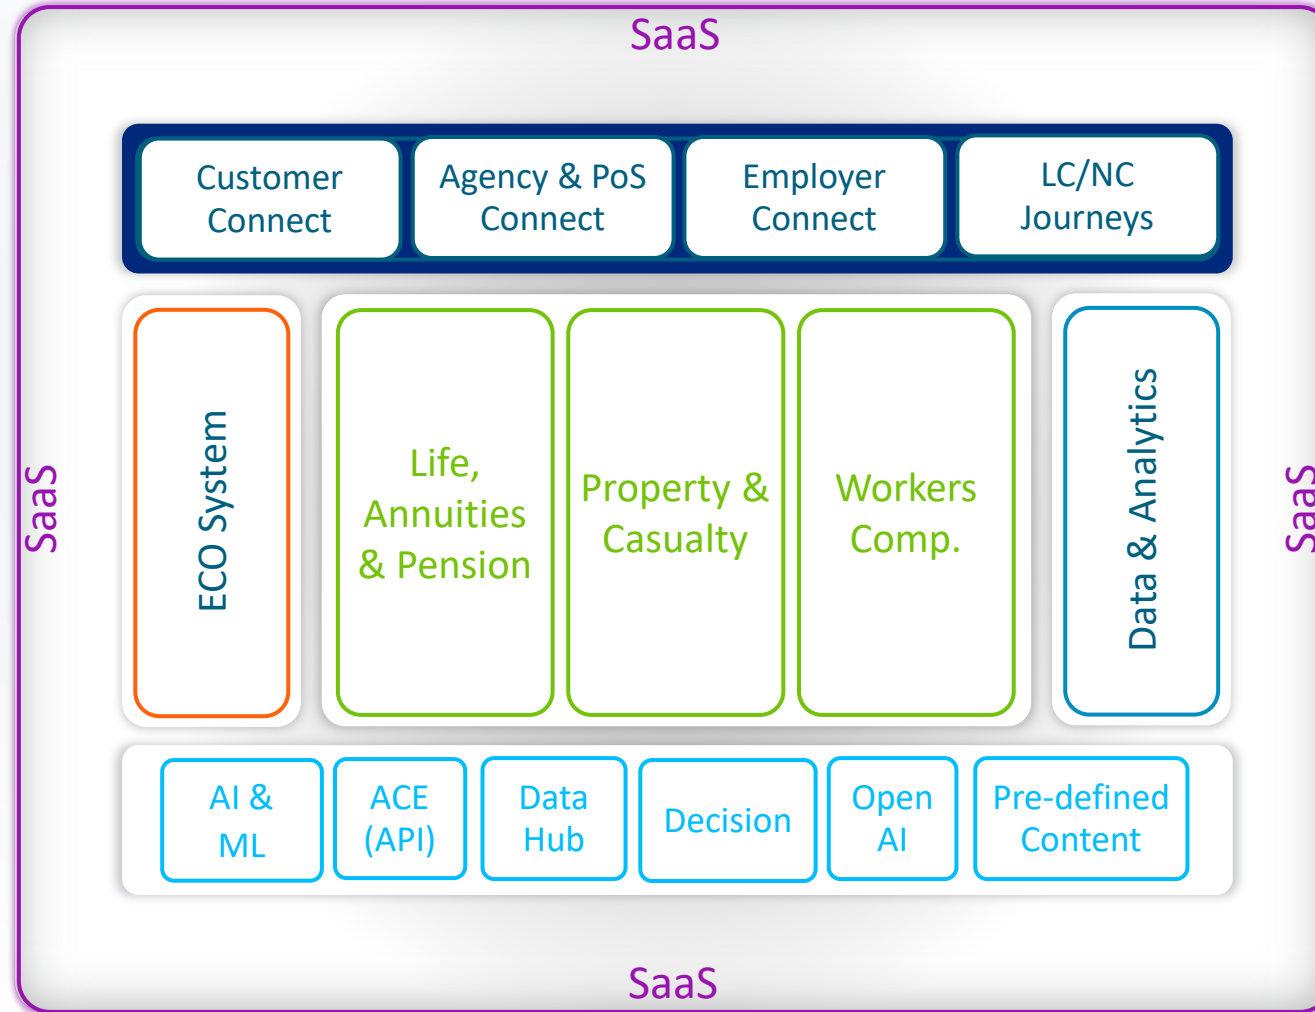 SaaS
Customer
Connect
Agency & PoS
Connect
Employer
Connect
LC/NC
Journeys
SaaS
ECO System
Life,
Annuities
& Pension
Property &
Casualty
Workers
Comp.
Data & Analytics
SaaS
AI &
ML
ACE
(API)
Data
Hub
Decision
Open
AI
Pre-defined
Content
SaaS